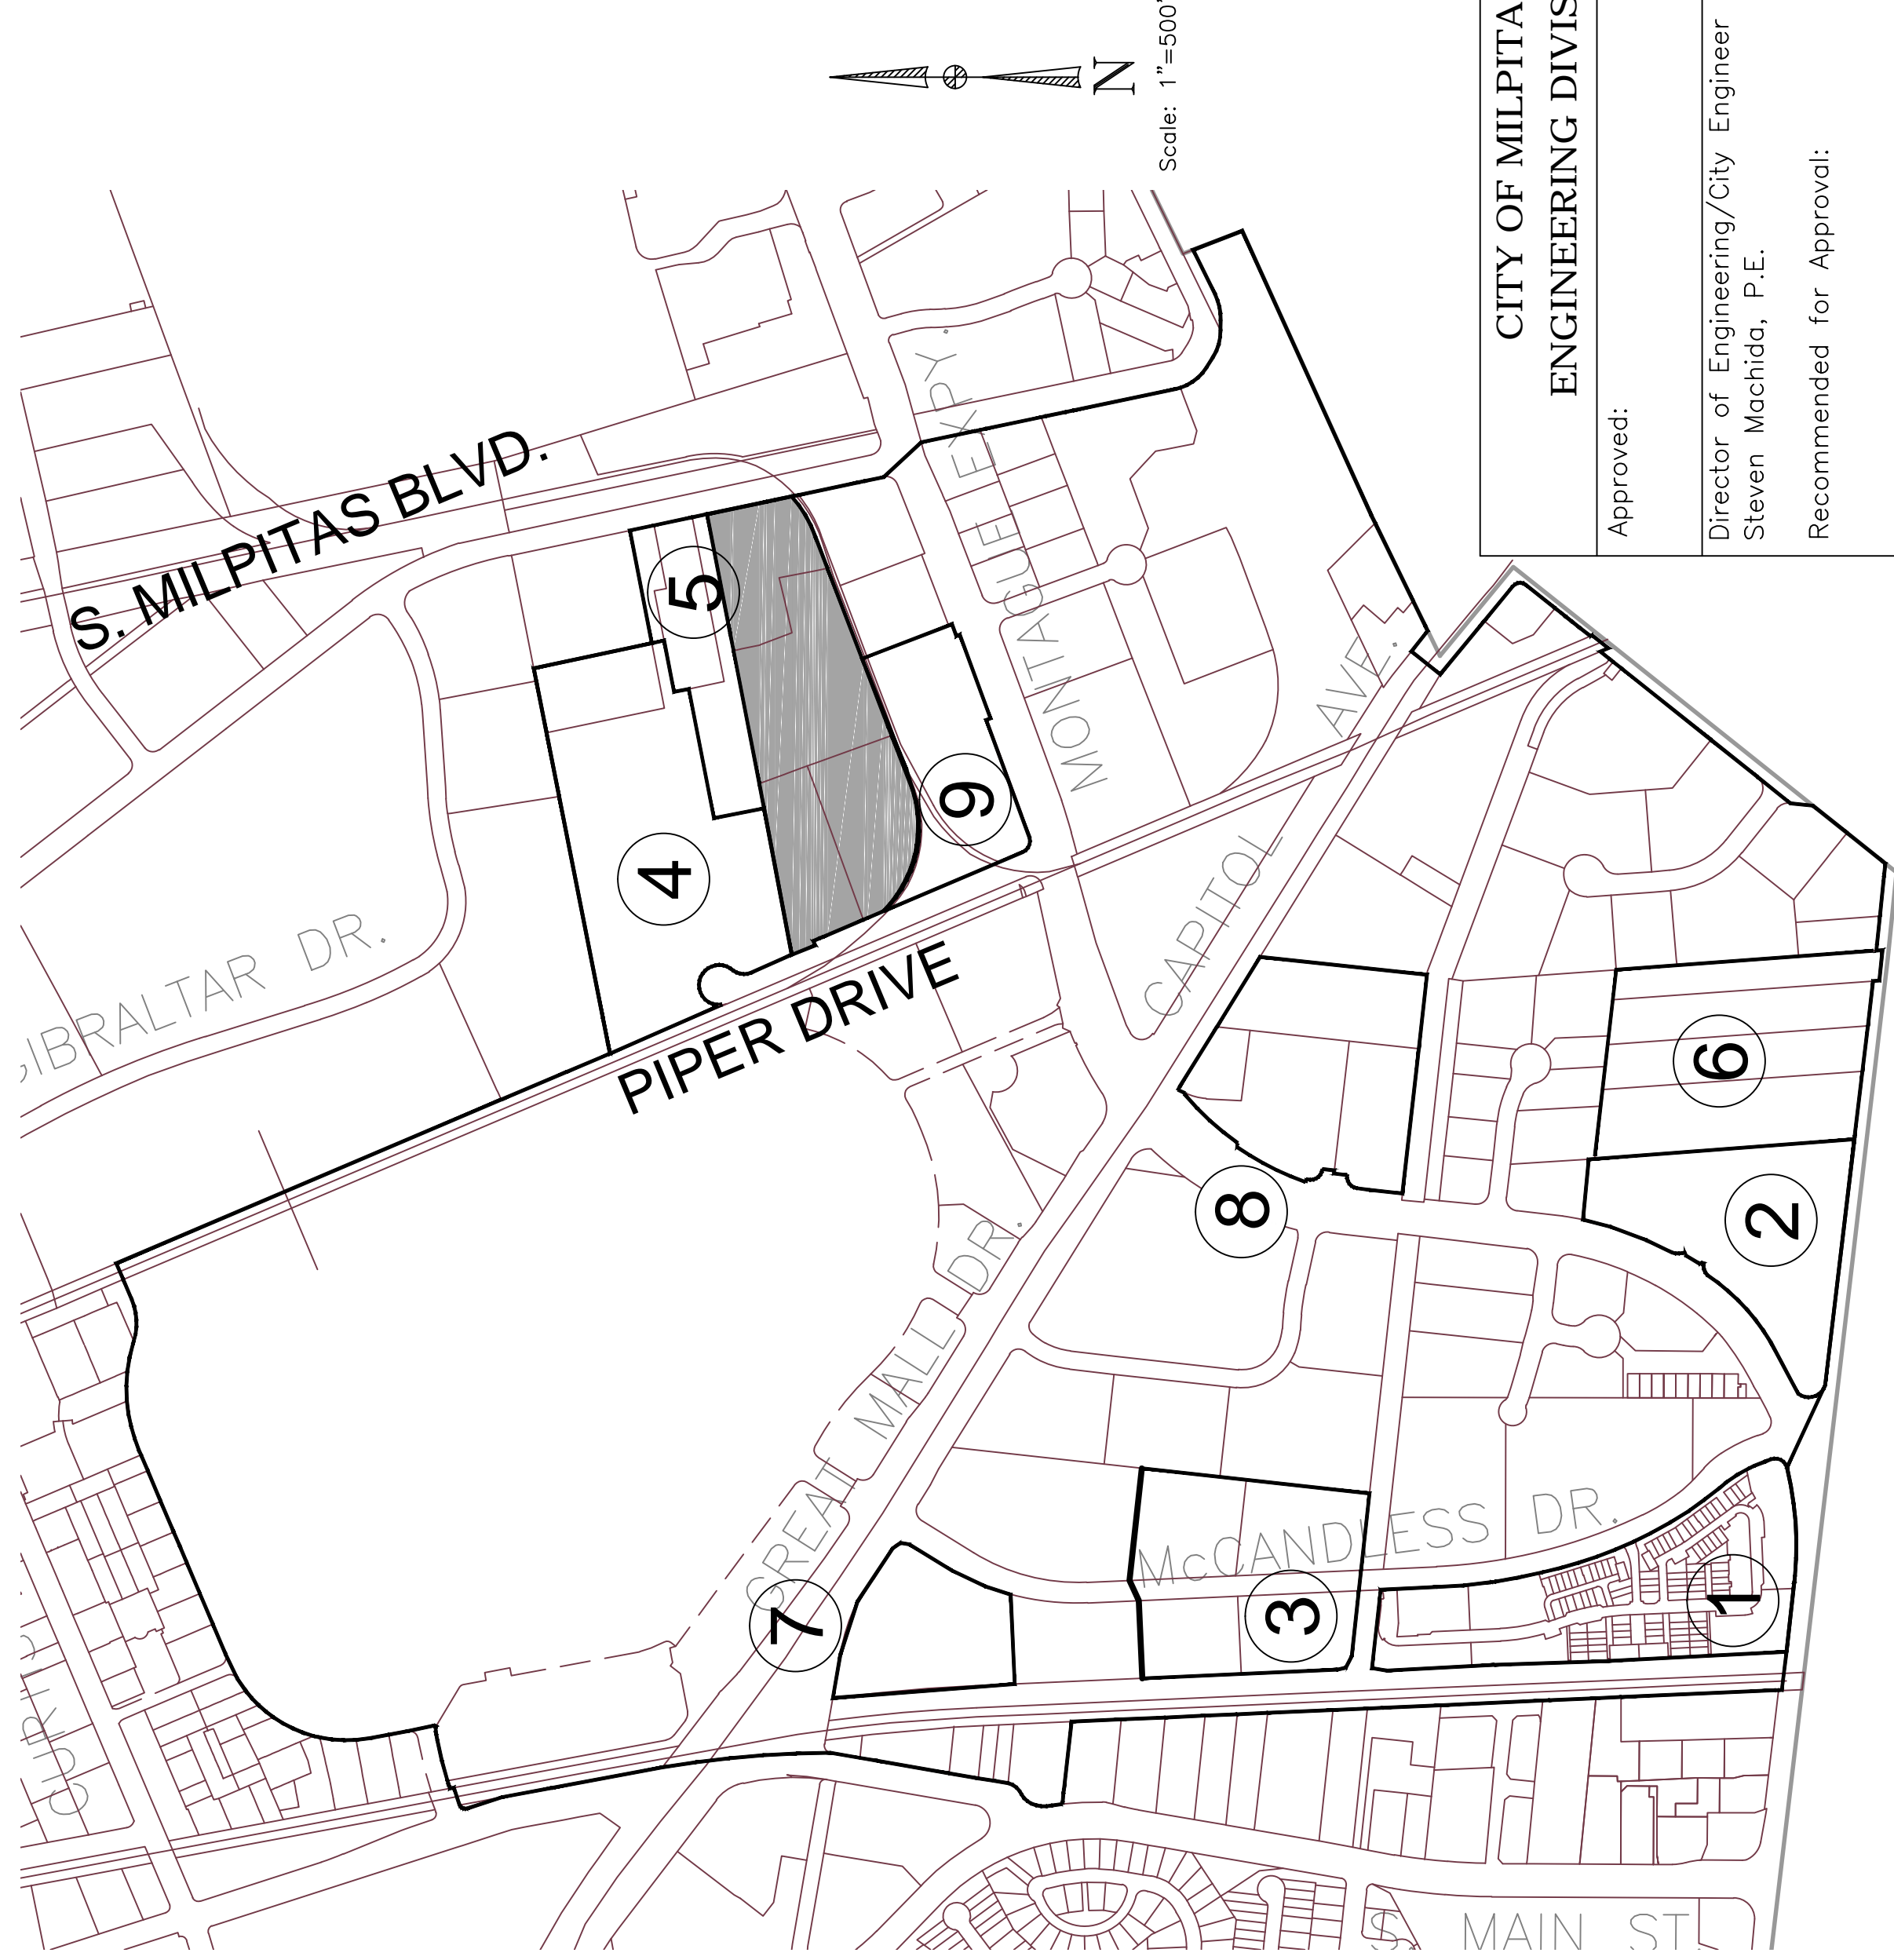 S. MILPITAS BLVD.
GIBRALTAR DR.
5
4
9
MONTAGUE EXPY.
PIPER DRIVE
CAPITOL AVE.
GREAT MALL DR.
8
6
2
7
3
McCANDLESS DR.
1
S. MAIN ST
N
Scale: 1"=500'
CITY OF MILPITA
ENGINEERING DIVIS
Approved:
Director of Engineering/City Engineer
Steven Machida, P.E.
Recommended for Approval: